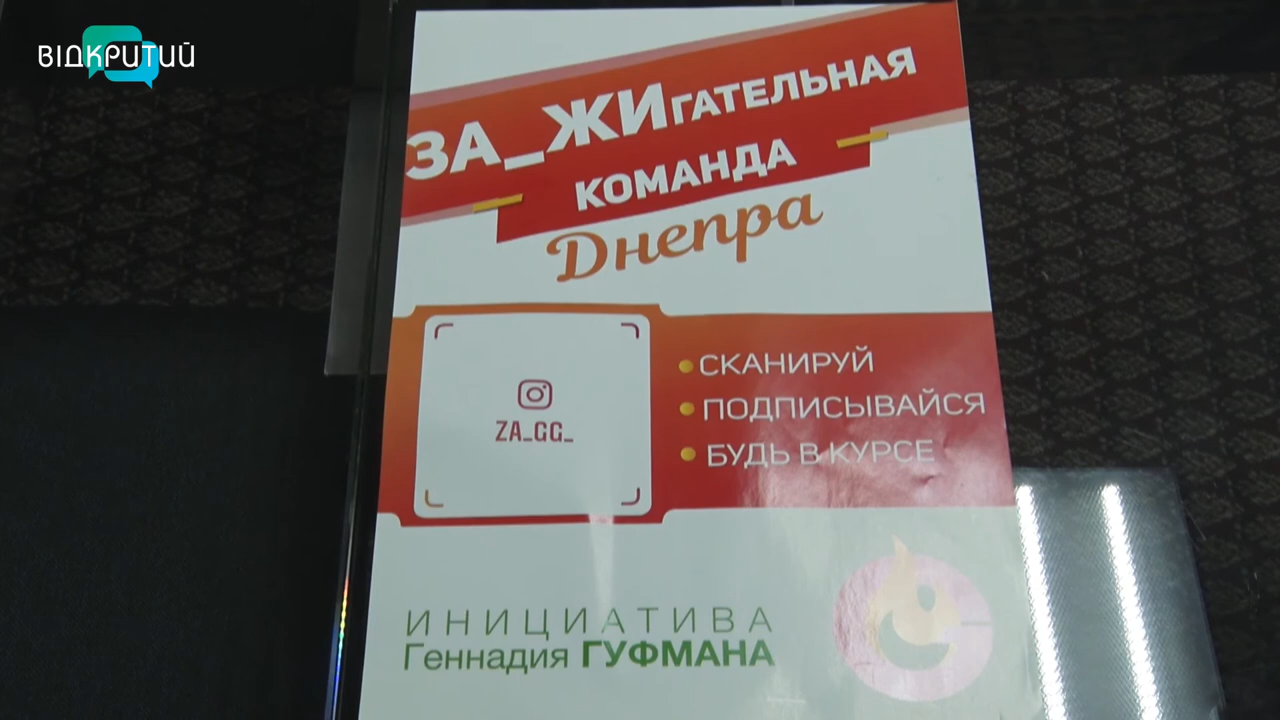 ВІДКРИТИЙ
ЗА_ЖИГАТЕЛЬНАЯ
КОМАНДА
Днепра
ZA_GG_
СКАНИРУЙ
ПОДПИСЫВАЙСЯ
БУДЬ В КУРСЕ
ИНИЦИАТИВА
Геннадия ГУФМАНА